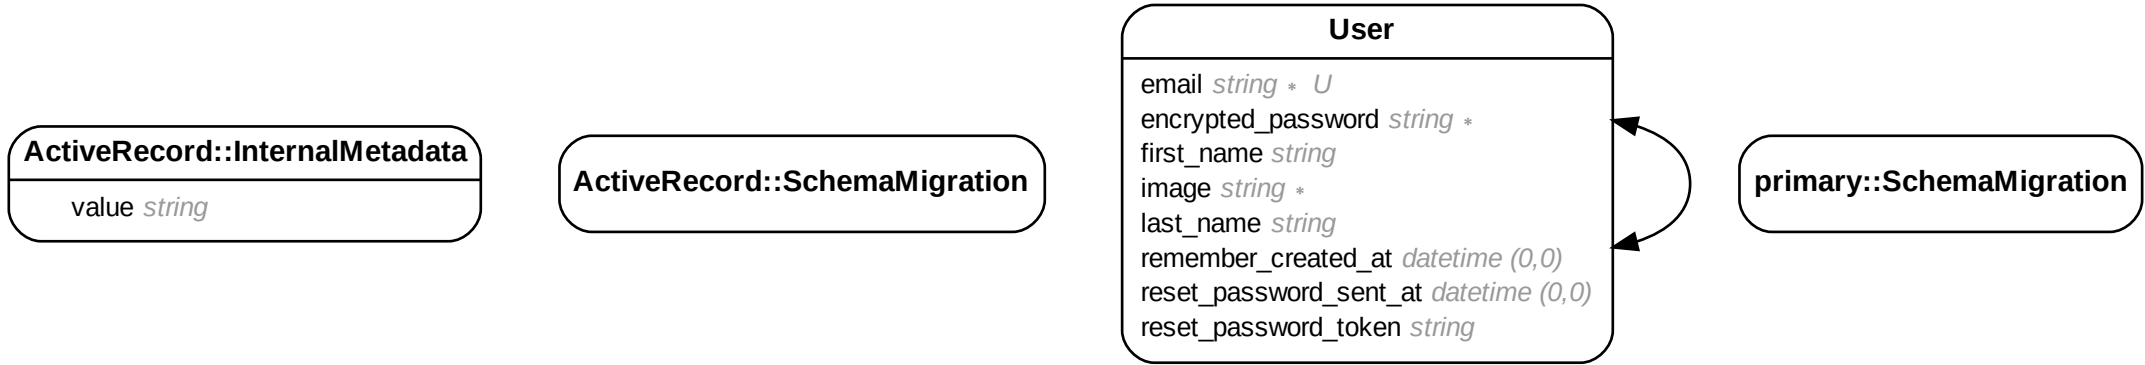 ActiveRecord::InternalMetadata
value string
ActiveRecord::SchemaMigration
User
email string * U
encrypted_password string *
first_name string
image string *
last_name string
remember_created_at datetime (0,0)
reset_password_sent_at datetime (0,0)
reset_password_token string
primary::SchemaMigration